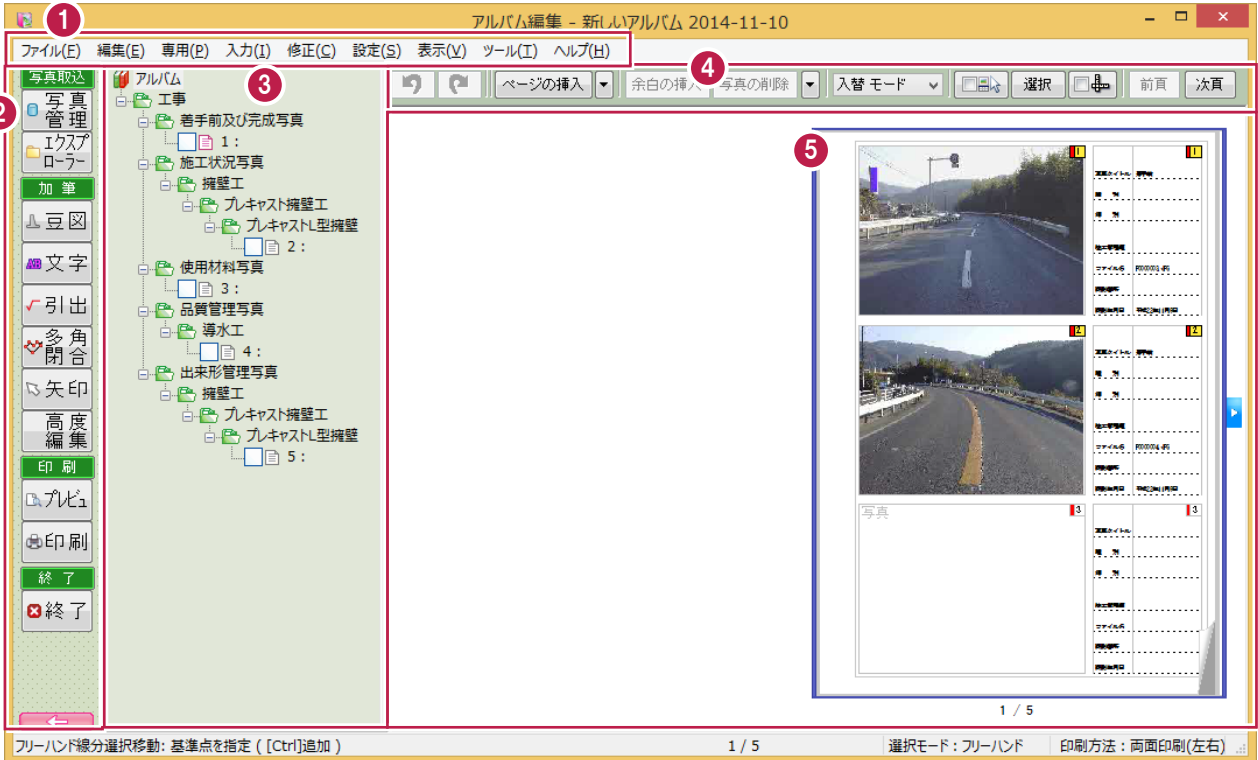 アルバム編集 - 新しいアルバム 2014-11-10
1
ファイル(F) 編集(E) 専用(P) 入力(I) 修正(C) 設定(S) 表示(V) ツール(T) ヘルプ(H)
2
写真取込
写真管理
エクスプローラー
加筆
豆図
文字
引出
多角閉合
矢印
高度編集
印刷
プレビュ
印刷
終了
終了
3
アルバム
工事
着手前及び完成写真
1 :
施工状況写真
擁壁工
プレキャスト擁壁工
プレキャストL型擁壁
2 :
使用材料写真
3 :
品質管理写真
導水工
4 :
出来形管理写真
擁壁工
プレキャスト擁壁工
プレキャストL型擁壁
5 :
4
ページの挿入 余白の挿入 写真の削除 入替モード 選択 前頁 次頁
5
1 1
2 2
写真 3 3
1 / 5
フリーハンド線分選択移動: 基準点を指定 ( [Ctrl]追加 ) 1 / 5 選択モード : フリーハンド 印刷方法 : 両面印刷(左右)